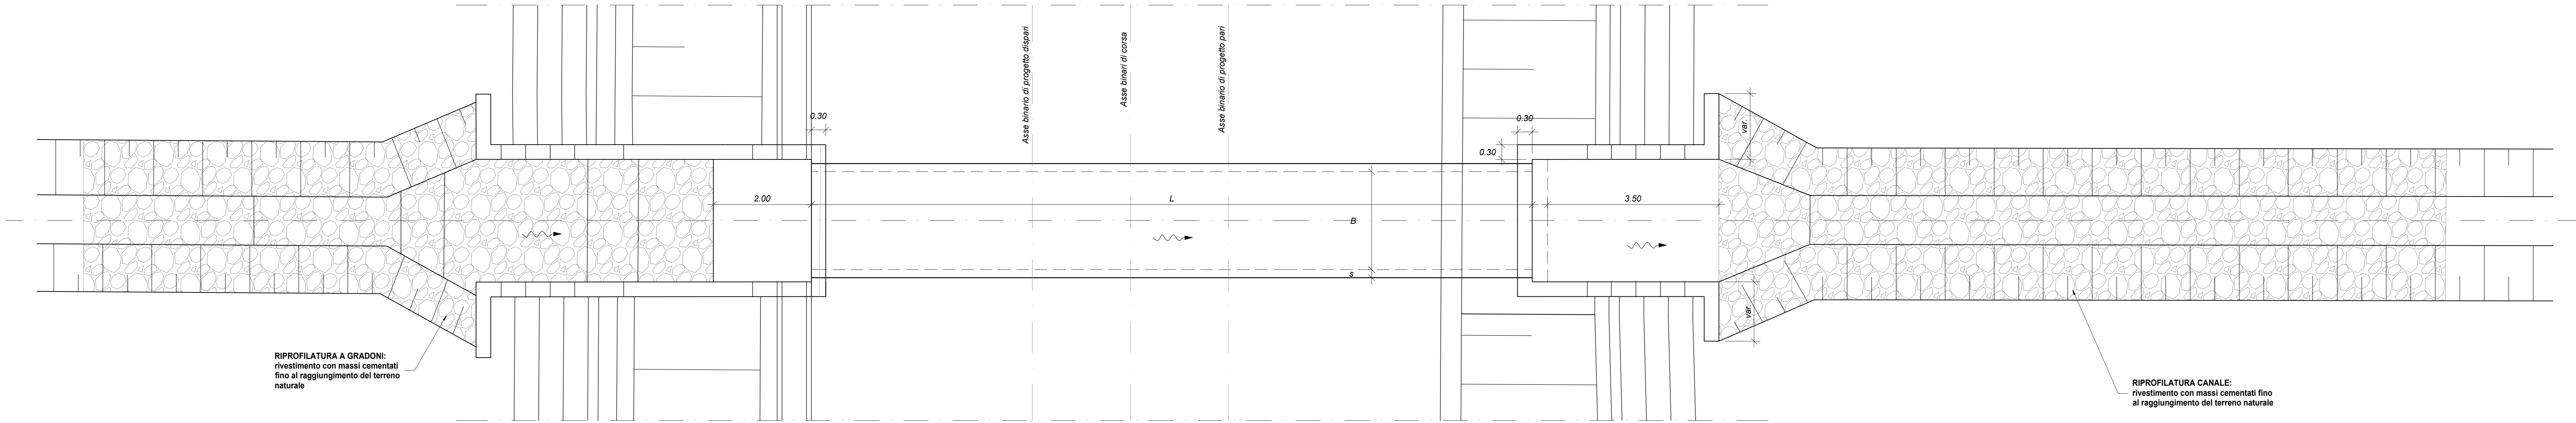 Asse binario di progetto dispari
Asse binari di corsa
Asse binario di progetto pari
0.30
0.30
0.30
var.
2.00
L
3.50
B
s
var.
RIPROFILATURA A GRADONI:
rivestimento con massi cementati
fino al raggiungimento del terreno
naturale
RIPROFILATURA CANALE:
rivestimento con massi cementati fino
al raggiungimento del terreno naturale